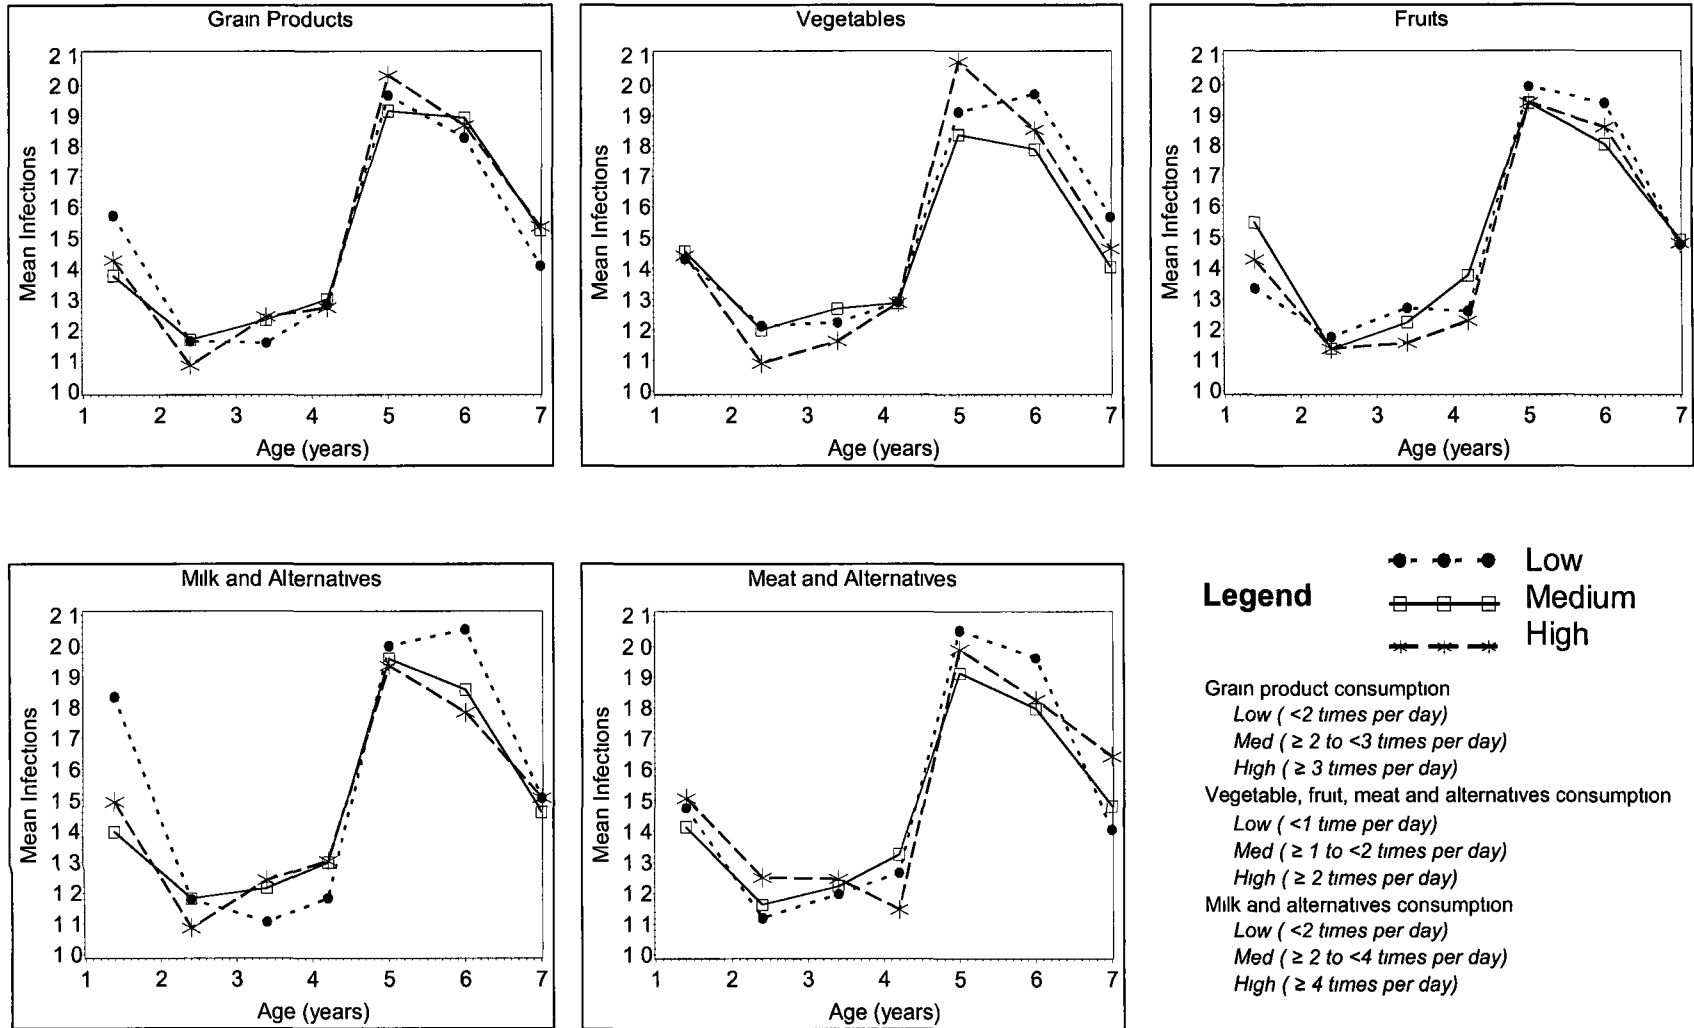 Grain Products
Mean Infections
2 1
2 0
1 9
1 8
1 7
1 6
1 5
1 4
1 3
1 2
1 1
1 0
1 2 3 4 5 6 7
Age (years)
Vegetables
Mean Infections
2 1
2 0
1 9
1 8
1 7
1 6
1 5
1 4
1 3
1 2
1 1
1 0
1 2 3 4 5 6 7
Age (years)
Fruits
Mean Infections
2 1
2 0
1 9
1 8
1 7
1 6
1 5
1 4
1 3
1 2
1 1
1 0
1 2 3 4 5 6 7
Age (years)
Milk and Alternatives
Mean Infections
2 1
2 0
1 9
1 8
1 7
1 6
1 5
1 4
1 3
1 2
1 1
1 0
1 2 3 4 5 6 7
Age (years)
Meat and Alternatives
Mean Infections
2 1
2 0
1 9
1 8
1 7
1 6
1 5
1 4
1 3
1 2
1 1
1 0
1 2 3 4 5 6 7
Age (years)
Legend
Low
Medium
High
Grain product consumption
Low ( <2 times per day)
Med ( ≥ 2 to <3 times per day)
High ( ≥ 3 times per day)
Vegetable, fruit, meat and alternatives consumption
Low ( <1 time per day)
Med ( ≥ 1 to <2 times per day)
High ( ≥ 2 times per day)
Milk and alternatives consumption
Low ( <2 times per day)
Med ( ≥ 2 to <4 times per day)
High ( ≥ 4 times per day)